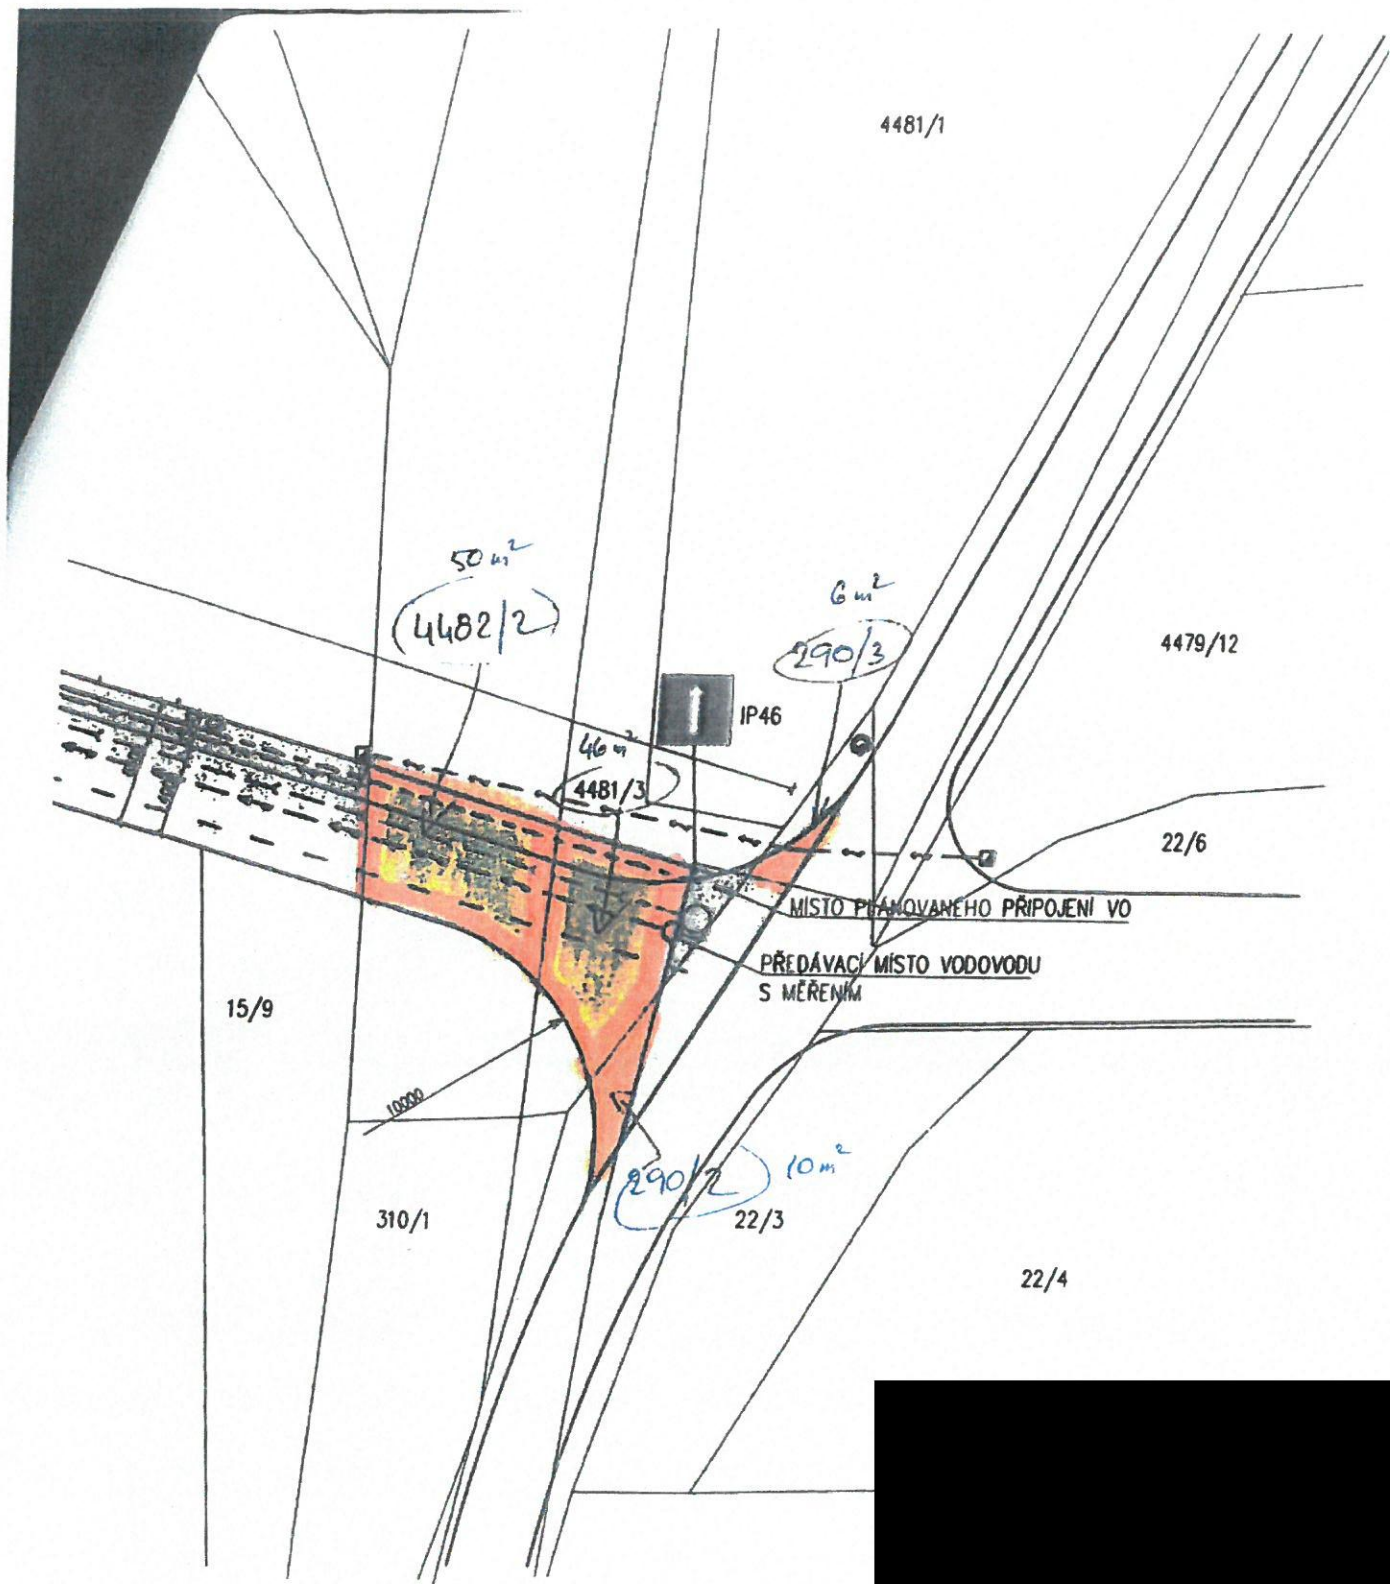 4481/1
50 m²
4482/2
6 m²
290/3
4479/12
IP46
46 m²
4481/3
22/6
MÍSTO PLÁNOVANÉHO PŘIPOJENÍ VO
PŘEDÁVACÍ MÍSTO VODOVODU
S MĚŘENÍM
15/9
10000
290/2
10 m²
310/1
22/3
22/4